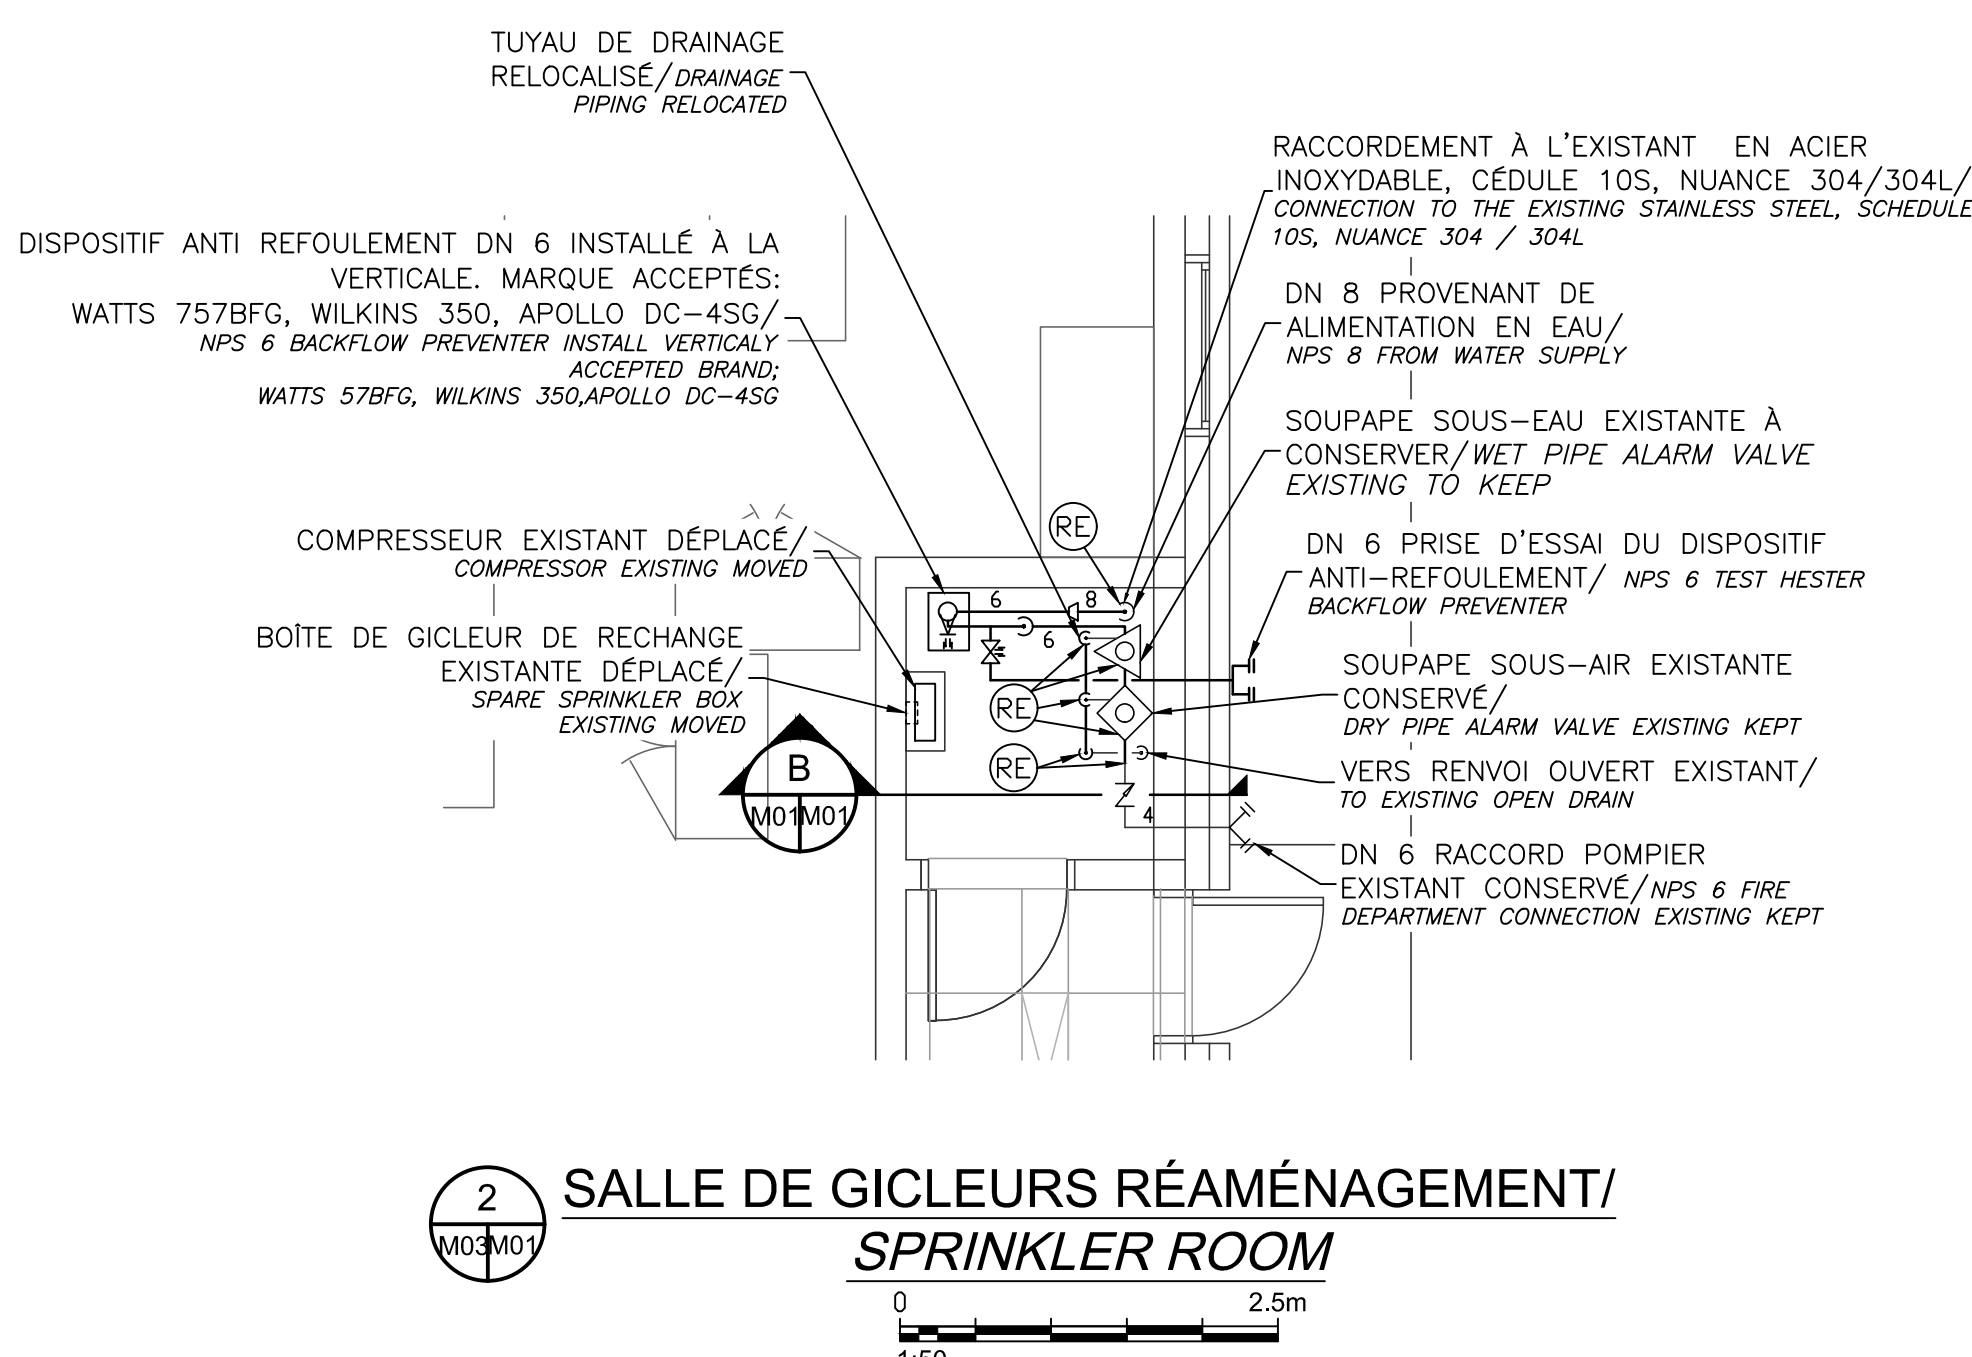 TUYAU DE DRAINAGE
RELOCALISÉ/DRAINAGE
PIPING RELOCATED
RACCORDEMENT À L'EXISTANT EN ACIER
INOXYDABLE, CÉDULE 10S, NUANCE 304/304L/
CONNECTION TO THE EXISTING STAINLESS STEEL, SCHEDULE
10S, NUANCE 304 / 304L
DISPOSITIF ANTI REFOULEMENT DN 6 INSTALLÉ À LA
VERTICALE. MARQUE ACCEPTÉS:
WATTS 757BFG, WILKINS 350, APOLLO DC-4SG/
NPS 6 BACKFLOW PREVENTER INSTALL VERTICALY
ACCEPTED BRAND;
WATTS 57BFG, WILKINS 350,APOLLO DC-4SG
DN 8 PROVENANT DE
ALIMENTATION EN EAU/
NPS 8 FROM WATER SUPPLY
SOUPAPE SOUS-EAU EXISTANTE À
CONSERVER/WET PIPE ALARM VALVE
EXISTING TO KEEP
COMPRESSEUR EXISTANT DÉPLACÉ/
COMPRESSOR EXISTING MOVED
DN 6 PRISE D'ESSAI DU DISPOSITIF
ANTI-REFOULEMENT/ NPS 6 TEST HESTER
BACKFLOW PREVENTER
BOÎTE DE GICLEUR DE RECHANGE
EXISTANTE DÉPLACÉ/
SPARE SPRINKLER BOX
EXISTING MOVED
SOUPAPE SOUS-AIR EXISTANTE
CONSERVÉ/
DRY PIPE ALARM VALVE EXISTING KEPT
VERS RENVOI OUVERT EXISTANT/
TO EXISTING OPEN DRAIN
DN 6 RACCORD POMPIER
EXISTANT CONSERVÉ/NPS 6 FIRE
DEPARTMENT CONNECTION EXISTING KEPT
RE
6
8
6
RE
RE
4
B
M01 M01
2
M03 M01
SALLE DE GICLEURS RÉAMÉNAGEMENT/
SPRINKLER ROOM
0 2.5m
1:50